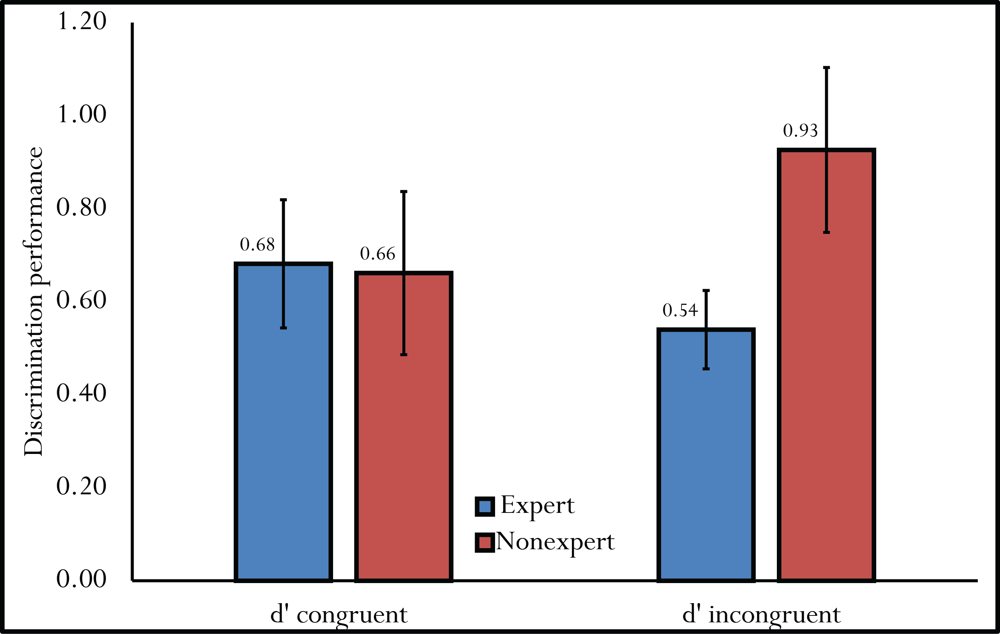 1.20
1.00
0.80
0.60
0.40
0.20
0.00
Discrimination performance
0.68
0.66
0.54
0.93
Expert
Nonexpert
d' congruent
d' incongruent